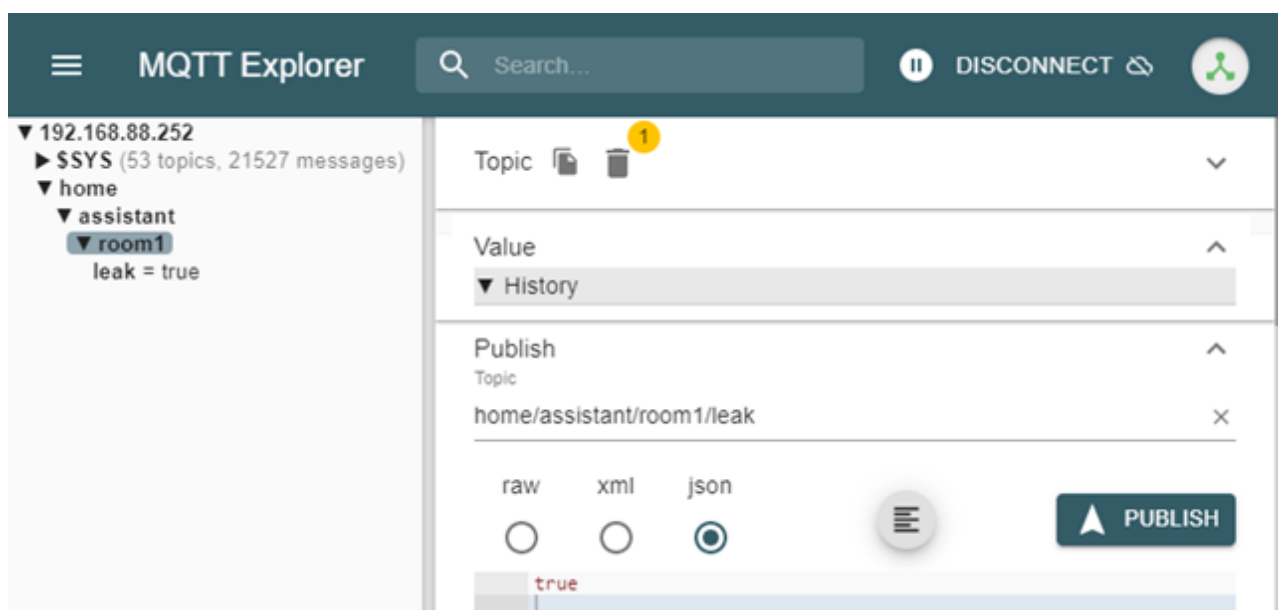 MQTT Explorer
Search...
DISCONNECT
▼ 192.168.88.252
▶ $SYS (53 topics, 21527 messages)
▼ home
▼ assistant
▼ room1
leak = true
Topic
1
Value
▼ History
Publish
Topic
home/assistant/room1/leak
raw xml json
PUBLISH
true